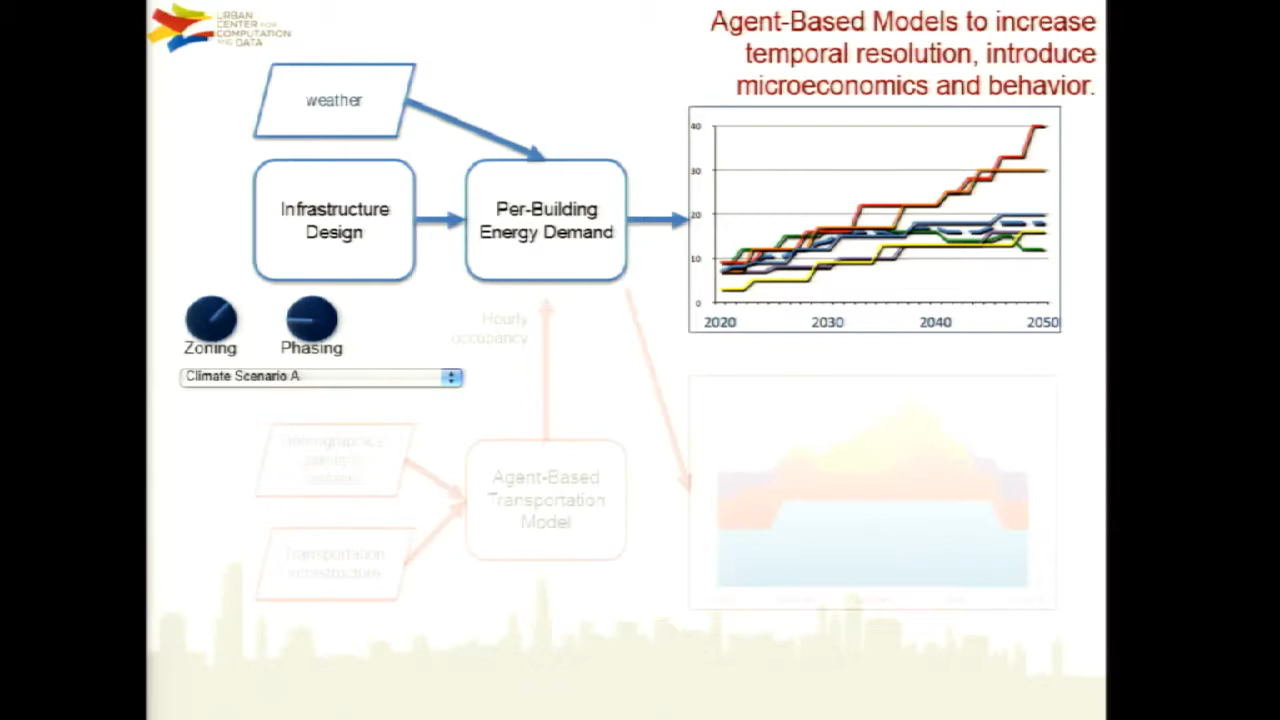 URBAN
CENTER FOR
COMPUTATION
AND DATA
Agent-Based Models to increase
temporal resolution, introduce
microeconomics and behavior.
weather
Infrastructure
Design
Per-Building
Energy Demand
40
30
20
10
0
2020 2030 2040 2050
Zoning
Phasing
Climate Scenario A
Hourly
occupancy
Agent-Based
Transportation
Model
Transportation
infrastructure